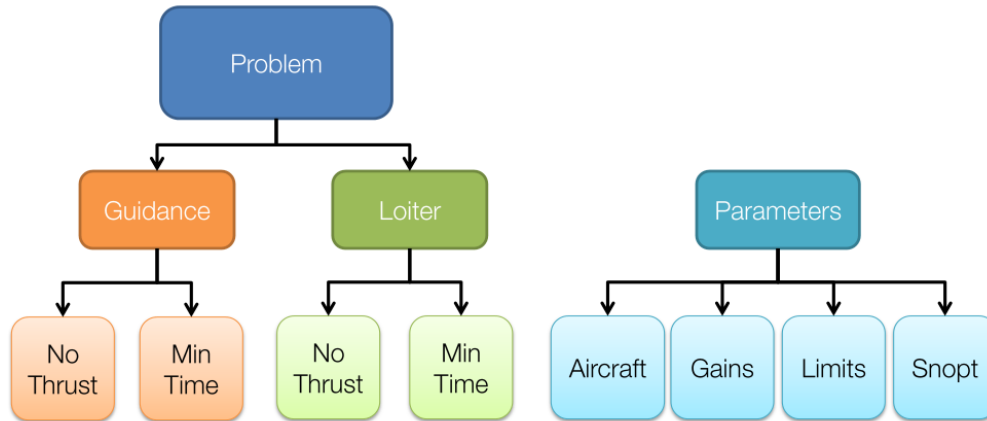 Problem
Guidance
Loiter
Parameters
No
Thrust
Min
Time
No
Thrust
Min
Time
Aircraft
Gains
Limits
Snopt